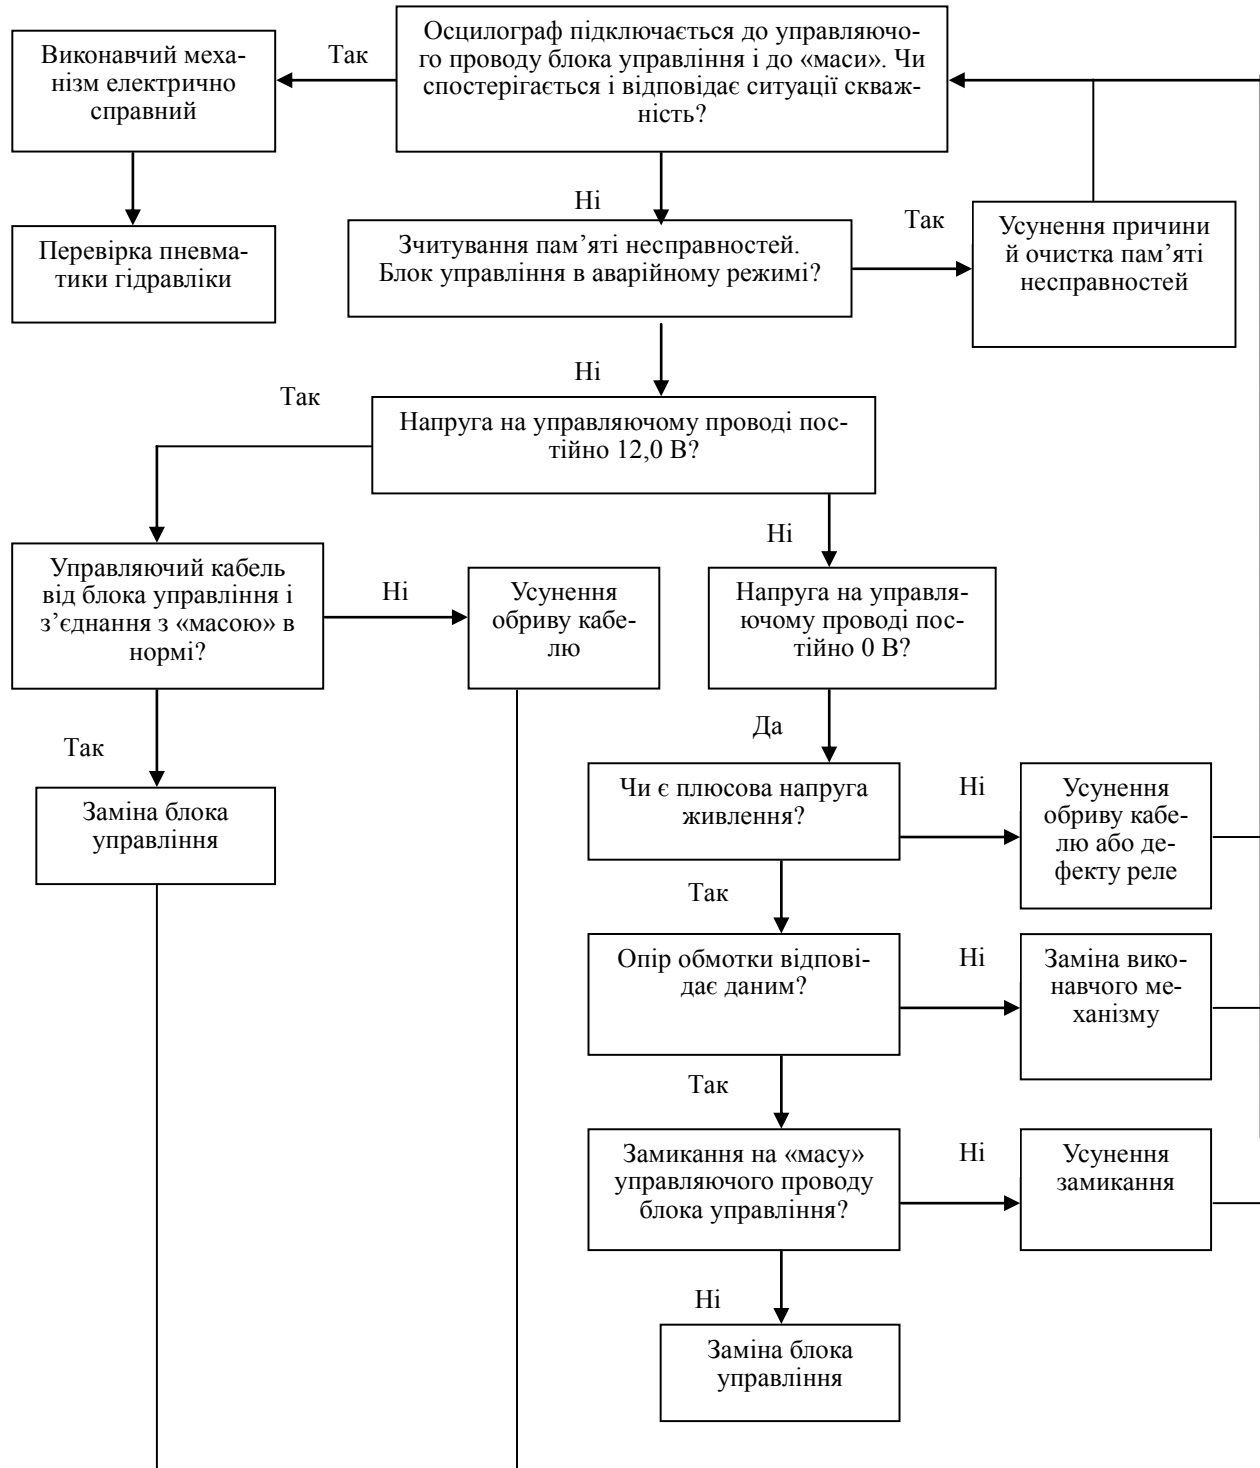 Осцилограф підключається до управляючо-
го проводу блока управління і до «маси». Чи
спостерігається і відповідає ситуації скваж-
ність?
Так
Виконавчий меха-
нізм електрично
справний
Ні
Перевірка пневма-
тики гідравліки
Зчитування пам’яті несправностей.
Блок управління в аварійному режимі?
Так
Усунення причини
й очистка пам’яті
несправностей
Ні
Так
Напруга на управляючому проводі пос-
тійно 12,0 В?
Ні
Управляючий кабель
від блока управління і
з’єднання з «масою» в
нормі?
Ні
Усунення
обриву кабе-
лю
Напруга на управля-
ючому проводі пос-
тійно 0 В?
Так
Да
Заміна блока
управління
Чи є плюсова напруга
живлення?
Ні
Усунення
обриву кабе-
лю або де-
фекту реле
Так
Опір обмотки відпові-
дає даним?
Ні
Заміна вико-
навчого ме-
ханізму
Так
Замикання на «масу»
управляючого проводу
блока управління?
Ні
Усунення
замикання
Ні
Заміна блока
управління